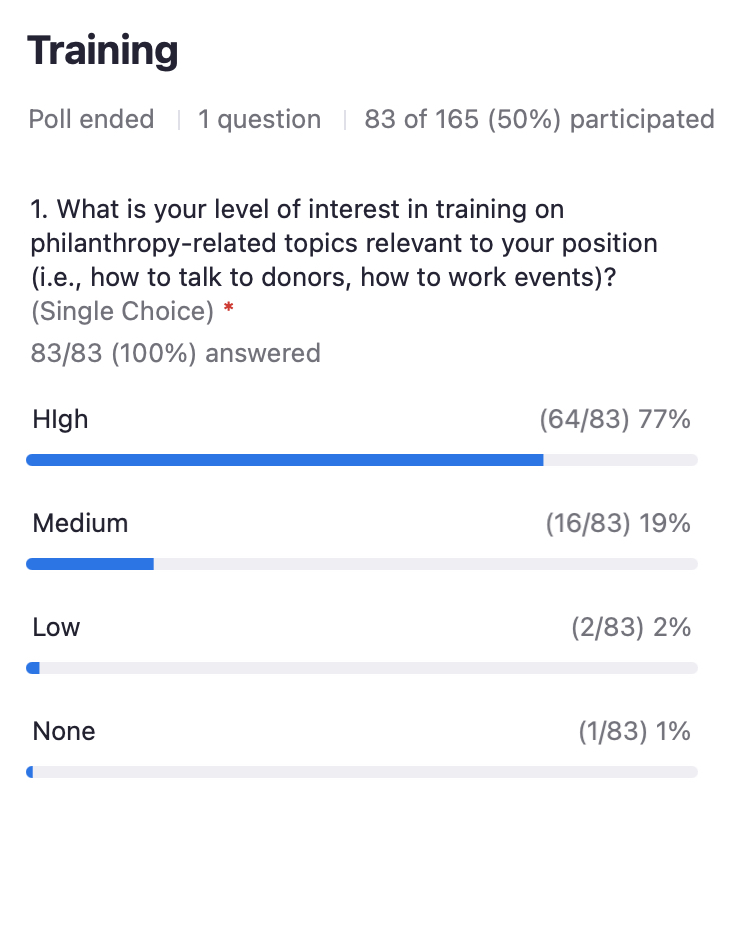 Training
Poll ended | 1 question | 83 of 165 (50%) participated
1. What is your level of interest in training on
philanthropy-related topics relevant to your position
(i.e., how to talk to donors, how to work events)?
(Single Choice) *
83/83 (100%) answered
HIgh (64/83) 77%
Medium (16/83) 19%
Low (2/83) 2%
None (1/83) 1%